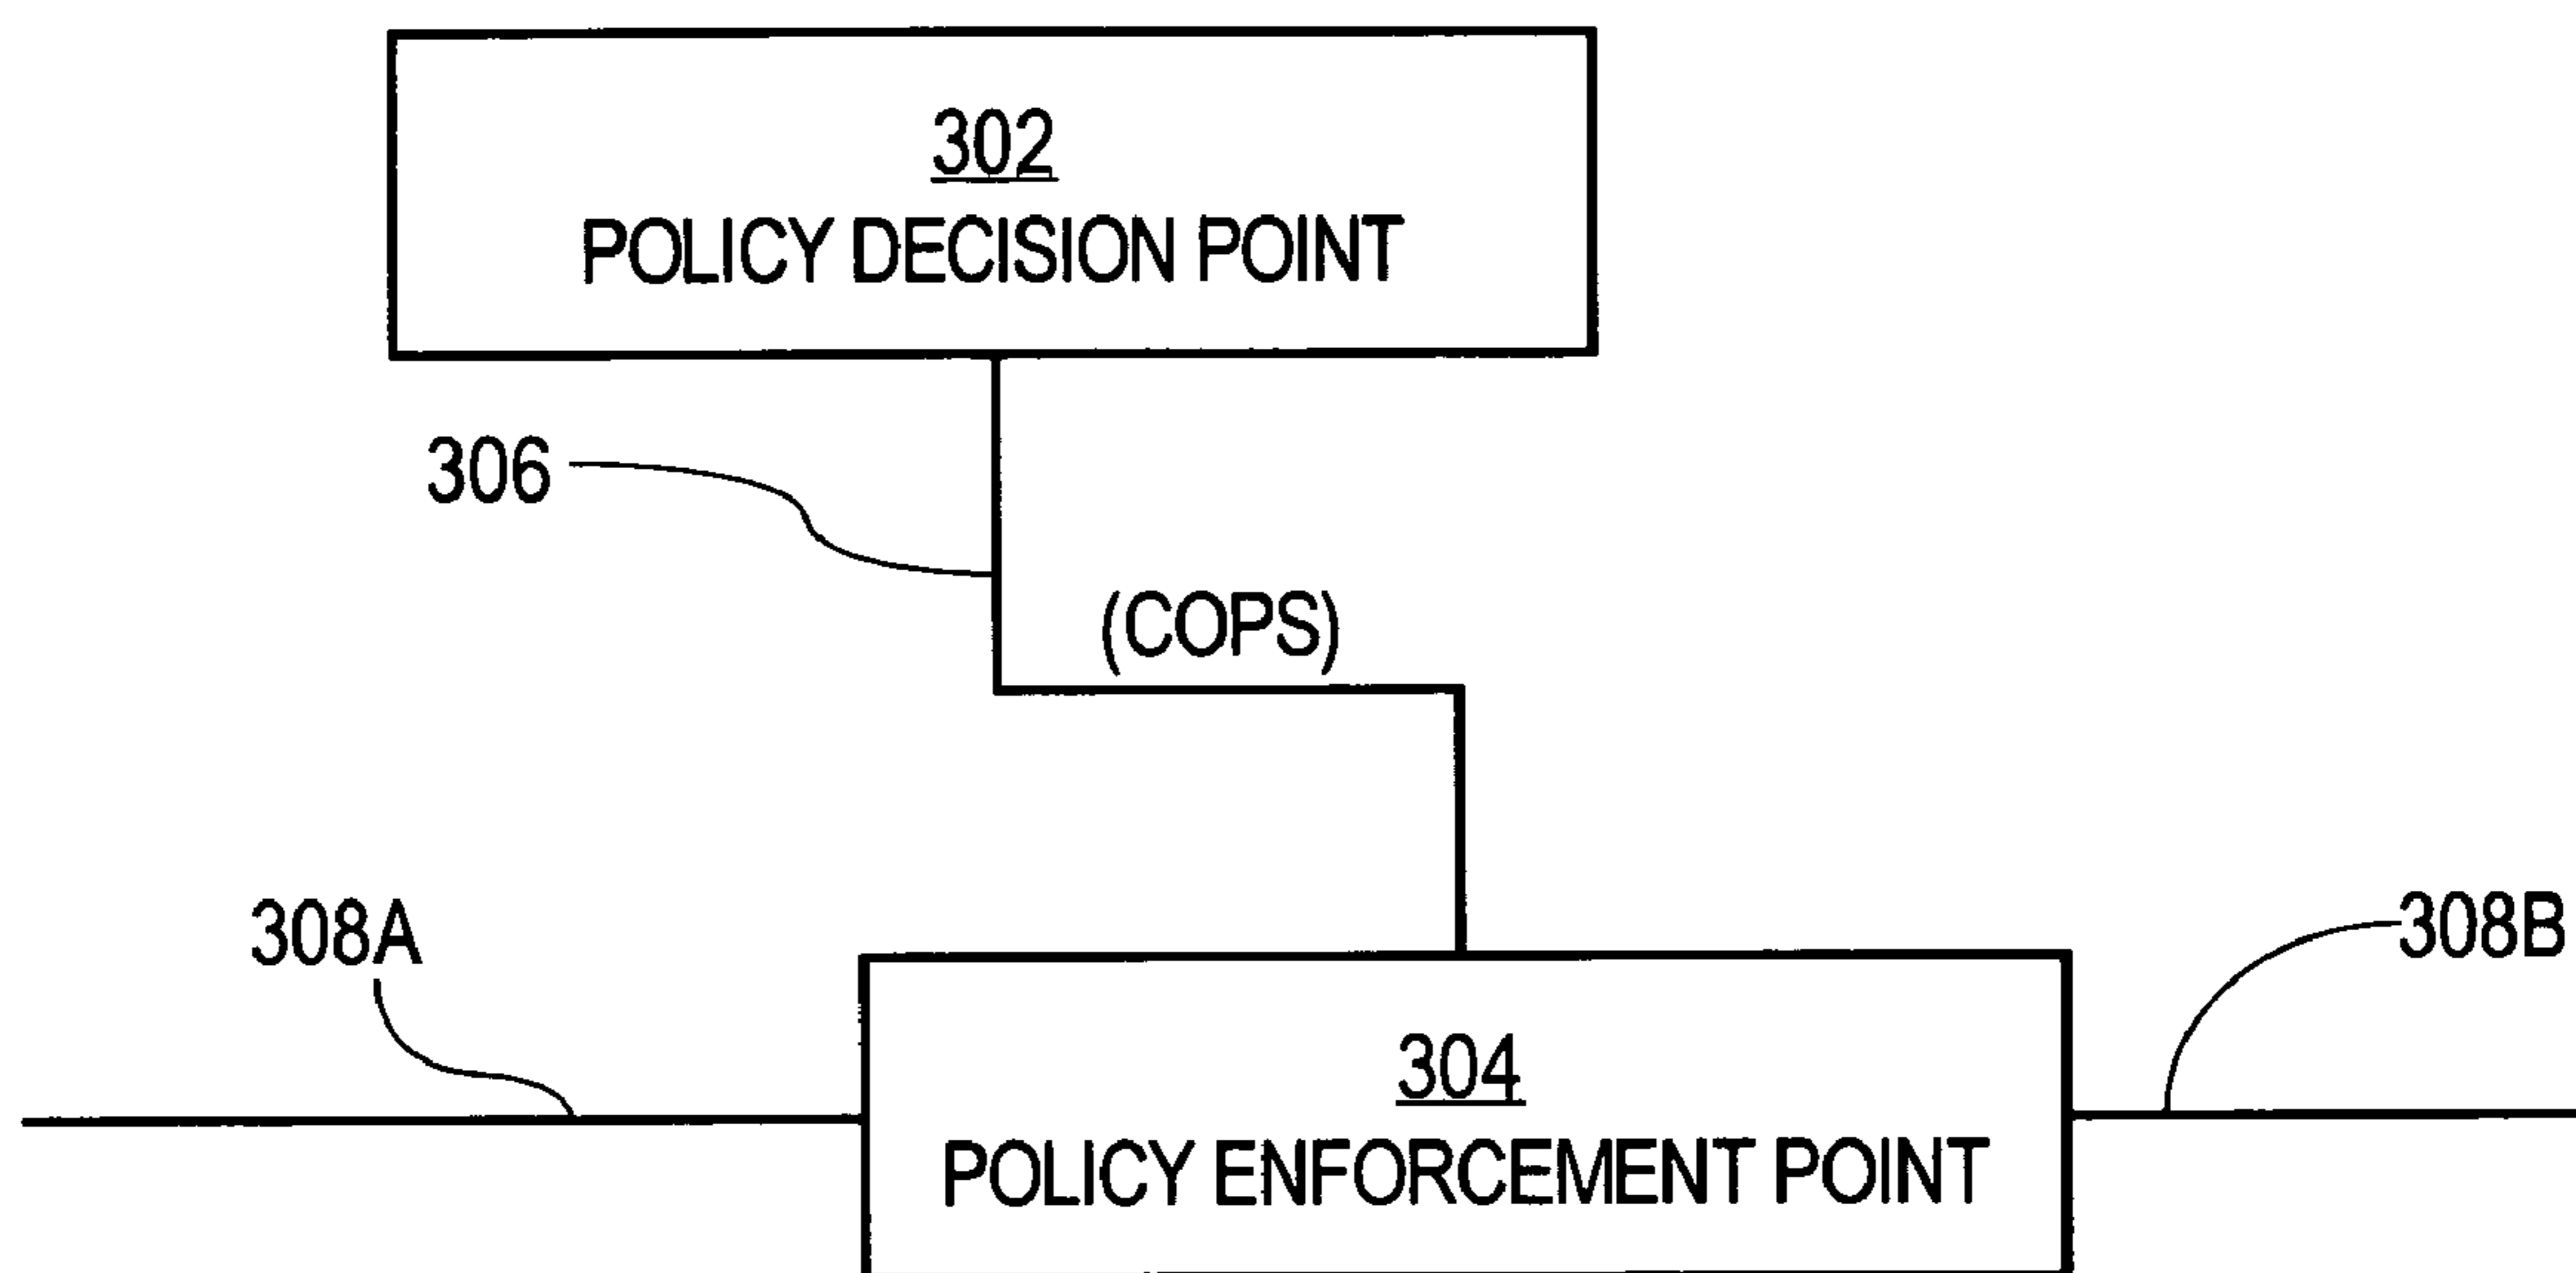 302
POLICY DECISION POINT
306
(COPS)
308A
308B
304
POLICY ENFORCEMENT POINT